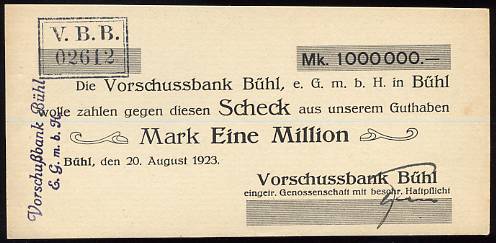 V. B. B.
02612
Mk. 1000000.—
Die Vorschussbank Bühl, e. G. m. b. H. in Bühl
wolle zahlen gegen diesen Scheck aus unserem Guthaben
Mark Eine Million
Bühl, den 20. August 1923.
Vorschussbank Bühl
eingetr. Genossenschaft mit beschr. Haftpflicht
Vorschußbank Bühl
E. G. m. b. H.